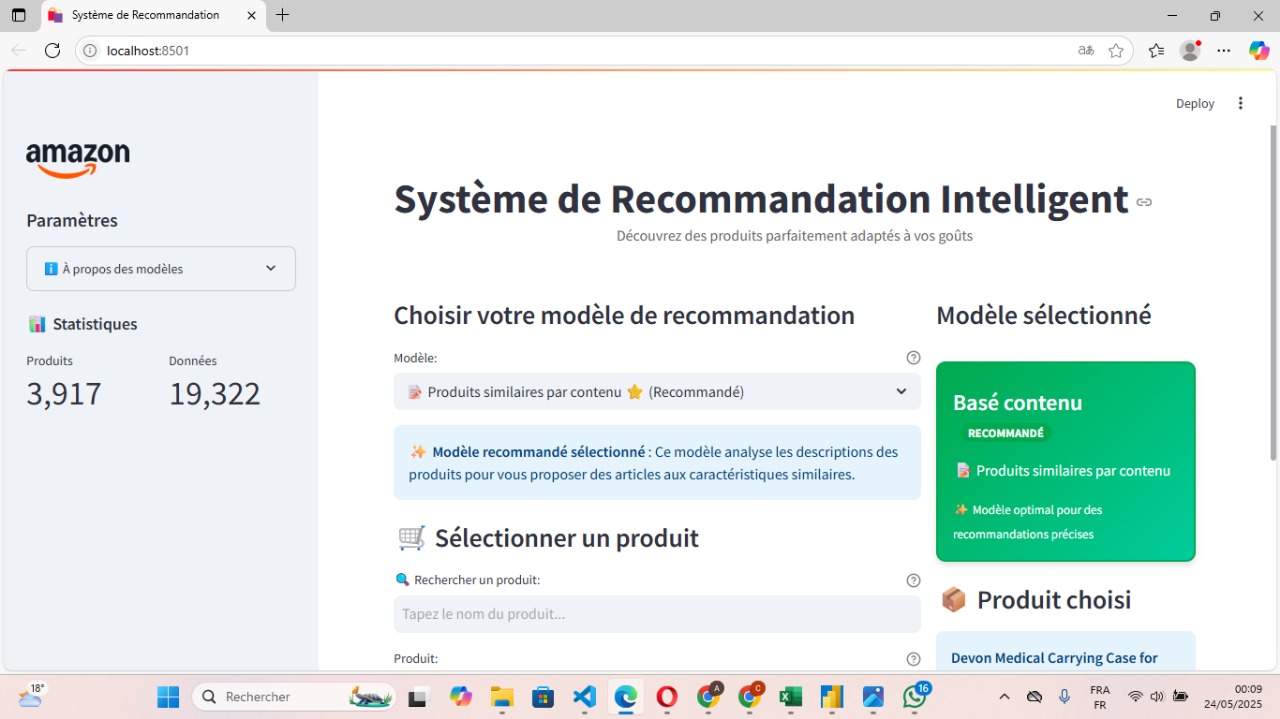 Système de Recommandation
localhost:8501
Deploy
amazon
Paramètres
À propos des modèles
Statistiques
Produits
Données
3,917
19,322
Système de Recommandation Intelligent
Découvrez des produits parfaitement adaptés à vos goûts
Choisir votre modèle de recommandation
Modèle:
Produits similaires par contenu ⭐ (Recommandé)
✨ Modèle recommandé sélectionné : Ce modèle analyse les descriptions des
produits pour vous proposer des articles aux caractéristiques similaires.
Sélectionner un produit
Rechercher un produit:
Tapez le nom du produit...
Produit:
Modèle sélectionné
Basé contenu
RECOMMANDÉ
Produits similaires par contenu
✨ Modèle optimal pour des
recommandations précises
Produit choisi
Devon Medical Carrying Case for
18°
Rechercher
A
C
16
FRA
FR
00:09
24/05/2025